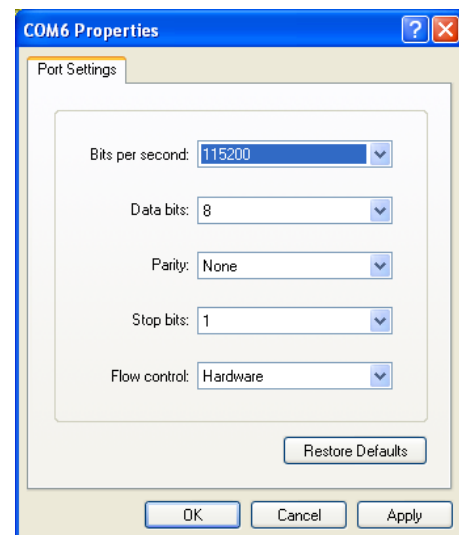 COM6 Properties
Port Settings
Bits per second: 115200
Data bits: 8
Parity: None
Stop bits: 1
Flow control: Hardware
Restore Defaults
OK Cancel Apply